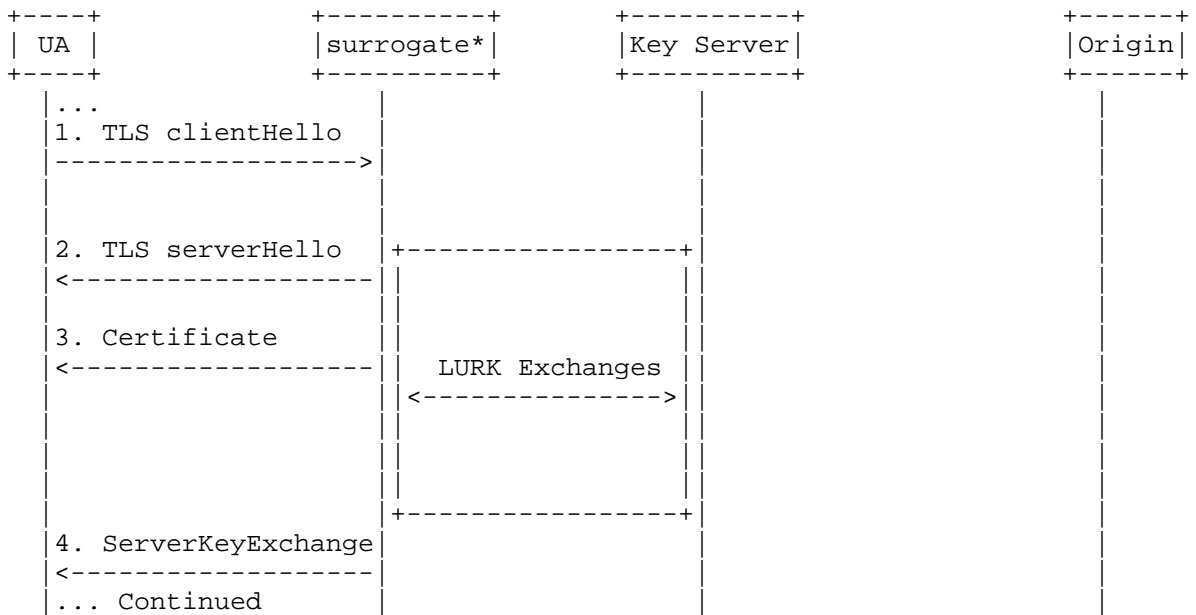 UA surrogate* Key Server Origin
...
1. TLS clientHello
2. TLS serverHello
3. Certificate
LURK Exchanges
4. ServerKeyExchange
... Continued